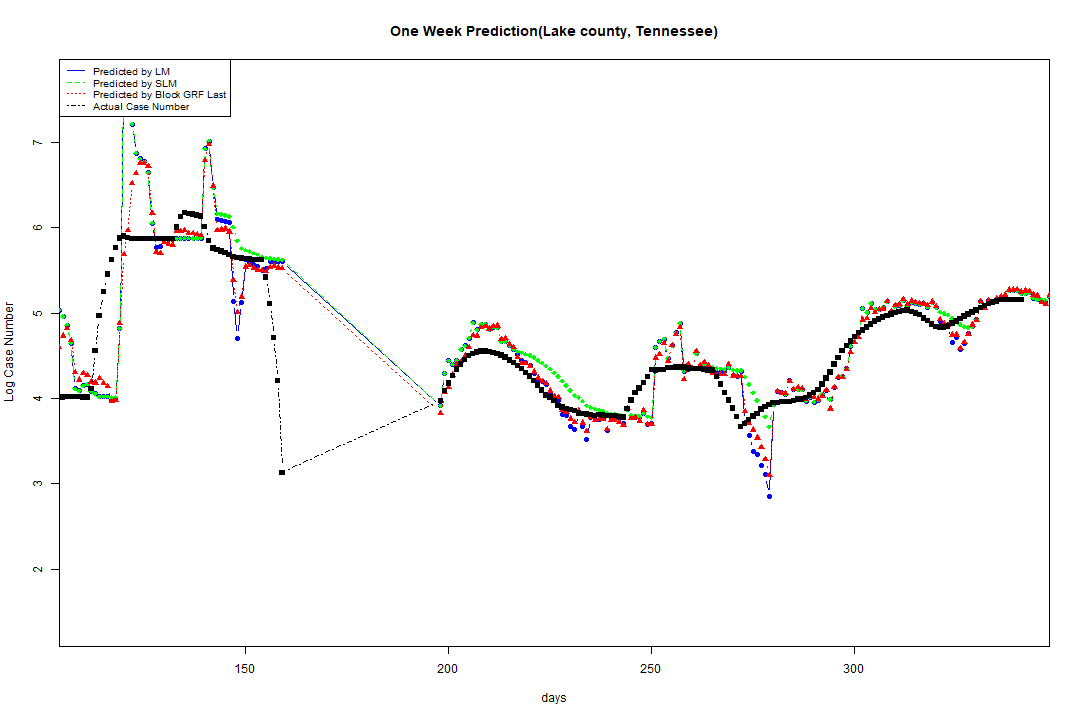 One Week Prediction(Lake county, Tennessee)
Predicted by LM
Predicted by SLM
Predicted by Block GRF Last
Actual Case Number
7
6
5
4
3
2
Log Case Number
150
200
250
300
days